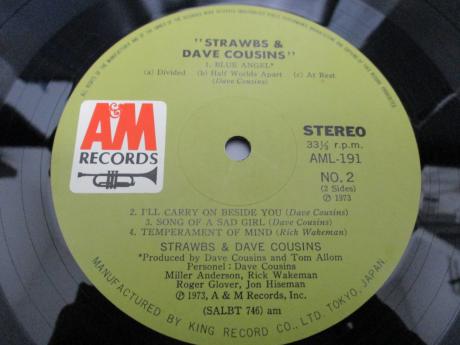 "STRAWBS &
DAVE COUSINS"
1. BLUE ANGEL*
(a) Divided (b) Half Worlds Apart (c) At Rest
(Dave Cousins)
A&M
RECORDS
STEREO
33⅓ r.p.m.
AML-191
NO. 2
(2 Sides)
Ⓟ 1973
2. I'LL CARRY ON BESIDE YOU (Dave Cousins)
3. SONG OF A SAD GIRL (Dave Cousins)
4. TEMPERAMENT OF MIND (Rick Wakeman)
STRAWBS & DAVE COUSINS
*Produced by Dave Cousins and Tom Allom
Personel : Dave Cousins
Miller Anderson, Rick Wakeman
Roger Glover, Jon Hiseman
Ⓟ 1973, A & M Records, Inc.
(SALBT 746) am
MANUFACTURED BY KING RECORD CO., LTD. TOKYO, JAPAN.